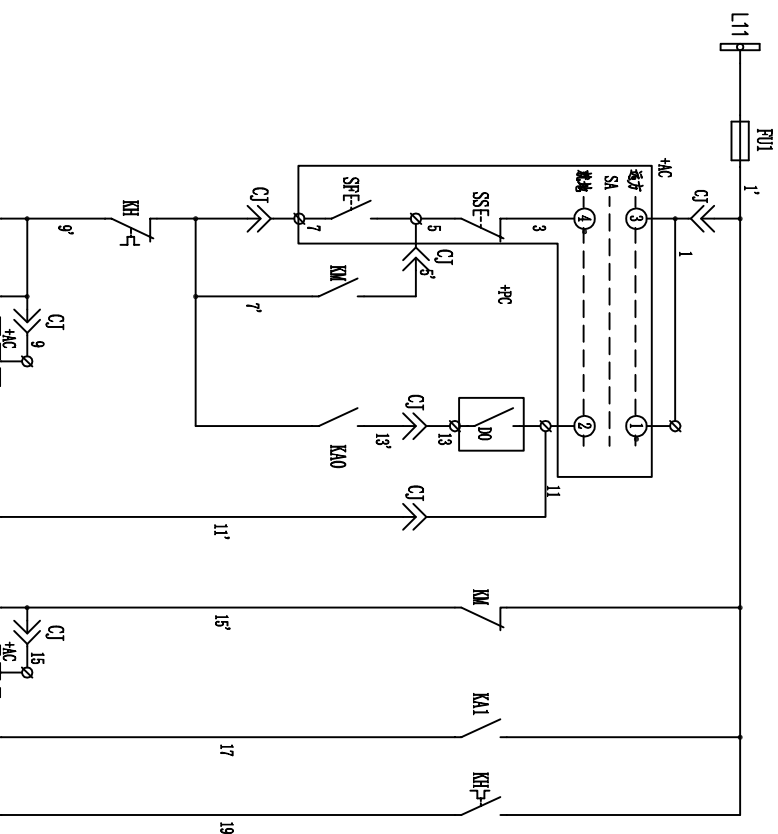 L11
FU1
1'
+AC
CJ
远方
SA
就地
3
4
1
1
2
3
SSE
5
SFE
7
CJ
KH
9'
CJ
5'
KM
7'
+PC
CJ
9
+AC
DO
13
CJ
13'
KA0
11
CJ
11'
KM
15'
CJ
15
+AC
KA1
17
KH
19